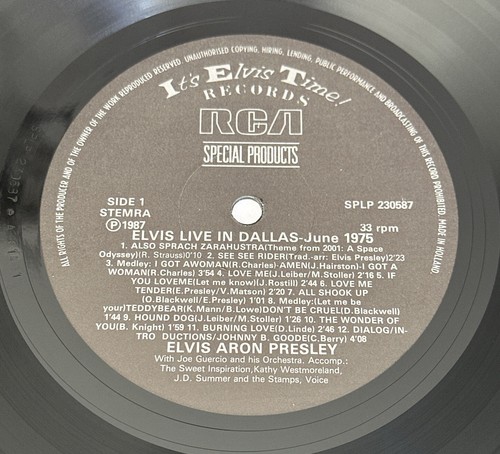 ALL RIGHTS OF THE PRODUCER AND OF THE OWNER OF THE WORK REPRODUCED RESERVED. UNAUTHORISED COPYING, HIRING, LENDING, PUBLIC PERFORMANCE AND BROADCASTING OF THIS RECORD PROHIBITED. MADE IN HOLLAND.
It's Elvis Time!
RECORDS
RCA
SPECIAL PRODUCTS
SIDE 1
STEMRA
Ⓟ1987
SPLP 230587
33 rpm
ELVIS LIVE IN DALLAS-June 1975
1. ALSO SPRACH ZARAHUSTRA(Theme from 2001: A Space
Odyssey)(R. Strauss)0'10 2. SEE SEE RIDER(Trad.-arr: Elvis Presley)2'23
3. Medley: I GOT AWOMAN(R.Charles)-AMEN(J.Hairston)-I GOT A
WOMAN(R.Charles) 3'54 4. LOVE ME(J.Leiber/M.Stoller) 2'16 5. IF
YOU LOVEME(Let me know)(J.Rostill) 2'44 6. LOVE ME
TENDER(E.Presley/V.Matson) 2'20 7. ALL SHOOK UP
(O.Blackwell/E.Presley) 1'01 8. Medley:(Let me be
your)TEDDYBEAR(K.Mann/B.Lowe)DON'T BE CRUEL(D.Blackwell)
1'44 9. HOUND DOG(J.Leiber/M.Stoller) 1'26 10. THE WONDER OF
YOU(B. Knight) 1'59 11. BURNING LOVE(D.Linde) 2'46 12. DIALOG/IN-
TRO DUCTIONS/JOHNNY B. GOODE(C.Berry) 4'08
ELVIS ARON PRESLEY
With Joe Guercio and his Orchestra. Accomp.:
The Sweet Inspiration,Kathy Westmoreland,
J.D. Summer and the Stamps, Voice